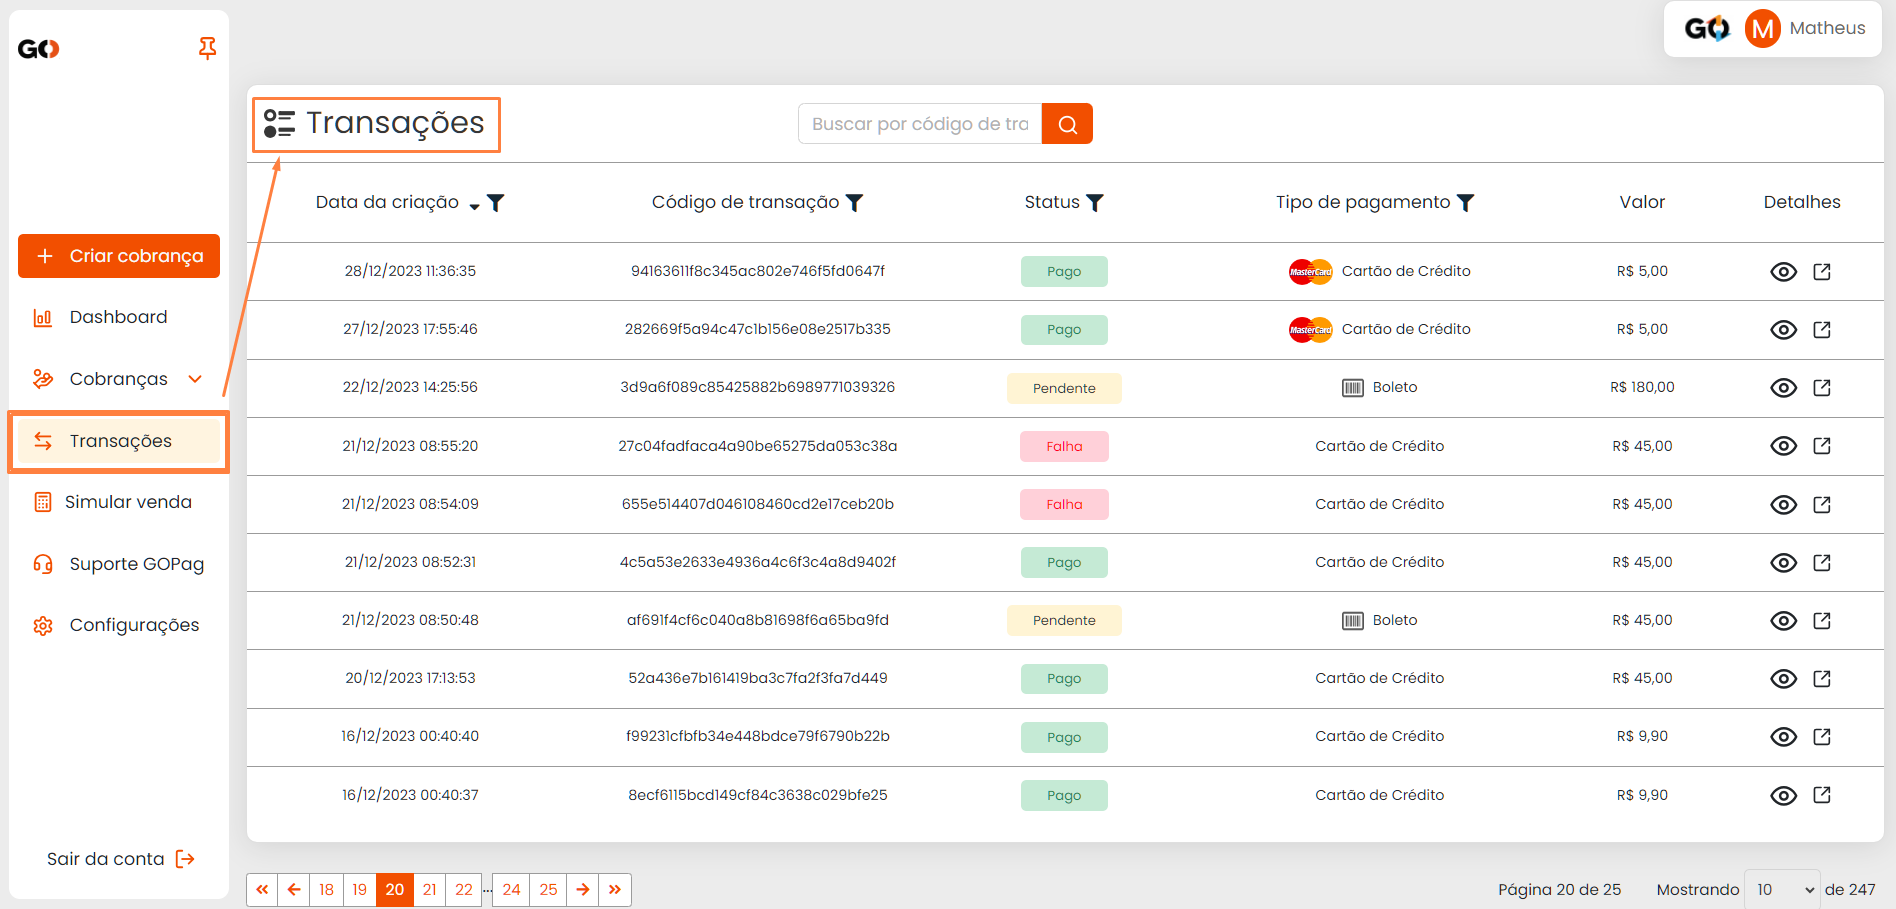 GO
GO M Matheus
Transações
Buscar por código de tra
Criar cobrança
Dashboard
Cobranças
Transações
Simular venda
Suporte GOPag
Configurações
Sair da conta
Data da criação Código de transação Status Tipo de pagamento Valor Detalhes
28/12/2023 11:36:35 94163611f8c345ac802e746f5fd0647f Pago MasterCard Cartão de Crédito R$ 5,00
27/12/2023 17:55:46 282669f5a94c47c1b156e08e2517b335 Pago MasterCard Cartão de Crédito R$ 5,00
22/12/2023 14:25:56 3d9a6f089c85425882b6989771039326 Pendente Boleto R$ 180,00
21/12/2023 08:55:20 27c04fadfaca4a90be65275da053c38a Falha Cartão de Crédito R$ 45,00
21/12/2023 08:54:09 655e514407d046108460cd2e17ceb20b Falha Cartão de Crédito R$ 45,00
21/12/2023 08:52:31 4c5a53e2633e4936a4c6f3c4a8d9402f Pago Cartão de Crédito R$ 45,00
21/12/2023 08:50:48 af691f4cf6c040a8b81698f6a65ba9fd Pendente Boleto R$ 45,00
20/12/2023 17:13:53 52a436e7b161419ba3c7fa2f3fa7d449 Pago Cartão de Crédito R$ 45,00
16/12/2023 00:40:40 f99231cfbfb34e448bdce79f6790b22b Pago Cartão de Crédito R$ 9,90
16/12/2023 00:40:37 8ecf6115bcd149cf84c3638c029bfe25 Pago Cartão de Crédito R$ 9,90
18 19 20 21 22 ... 24 25
Página 20 de 25 Mostrando 10 de 247